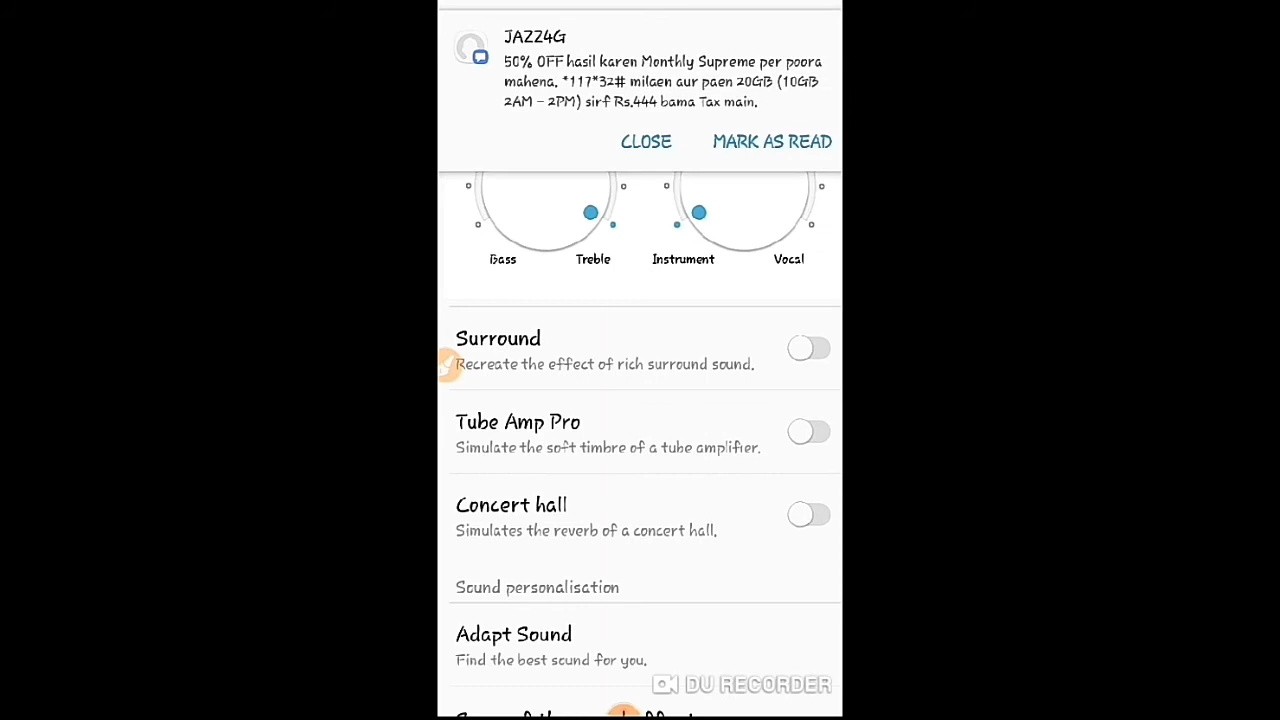 JAZZ4G
50% OFF hasil karen Monthly Supreme per poora
mahena. *117*32# milaen aur paen 20GB (10GB
2AM - 2PM) sirf Rs.444 bama Tax main.
CLOSE MARK AS READ
Bass Treble Instrument Vocal
Surround
Recreate the effect of rich surround sound.
Tube Amp Pro
Simulate the soft timbre of a tube amplifier.
Concert hall
Simulates the reverb of a concert hall.
Sound personalisation
Adapt Sound
Find the best sound for you.
DU RECORDER